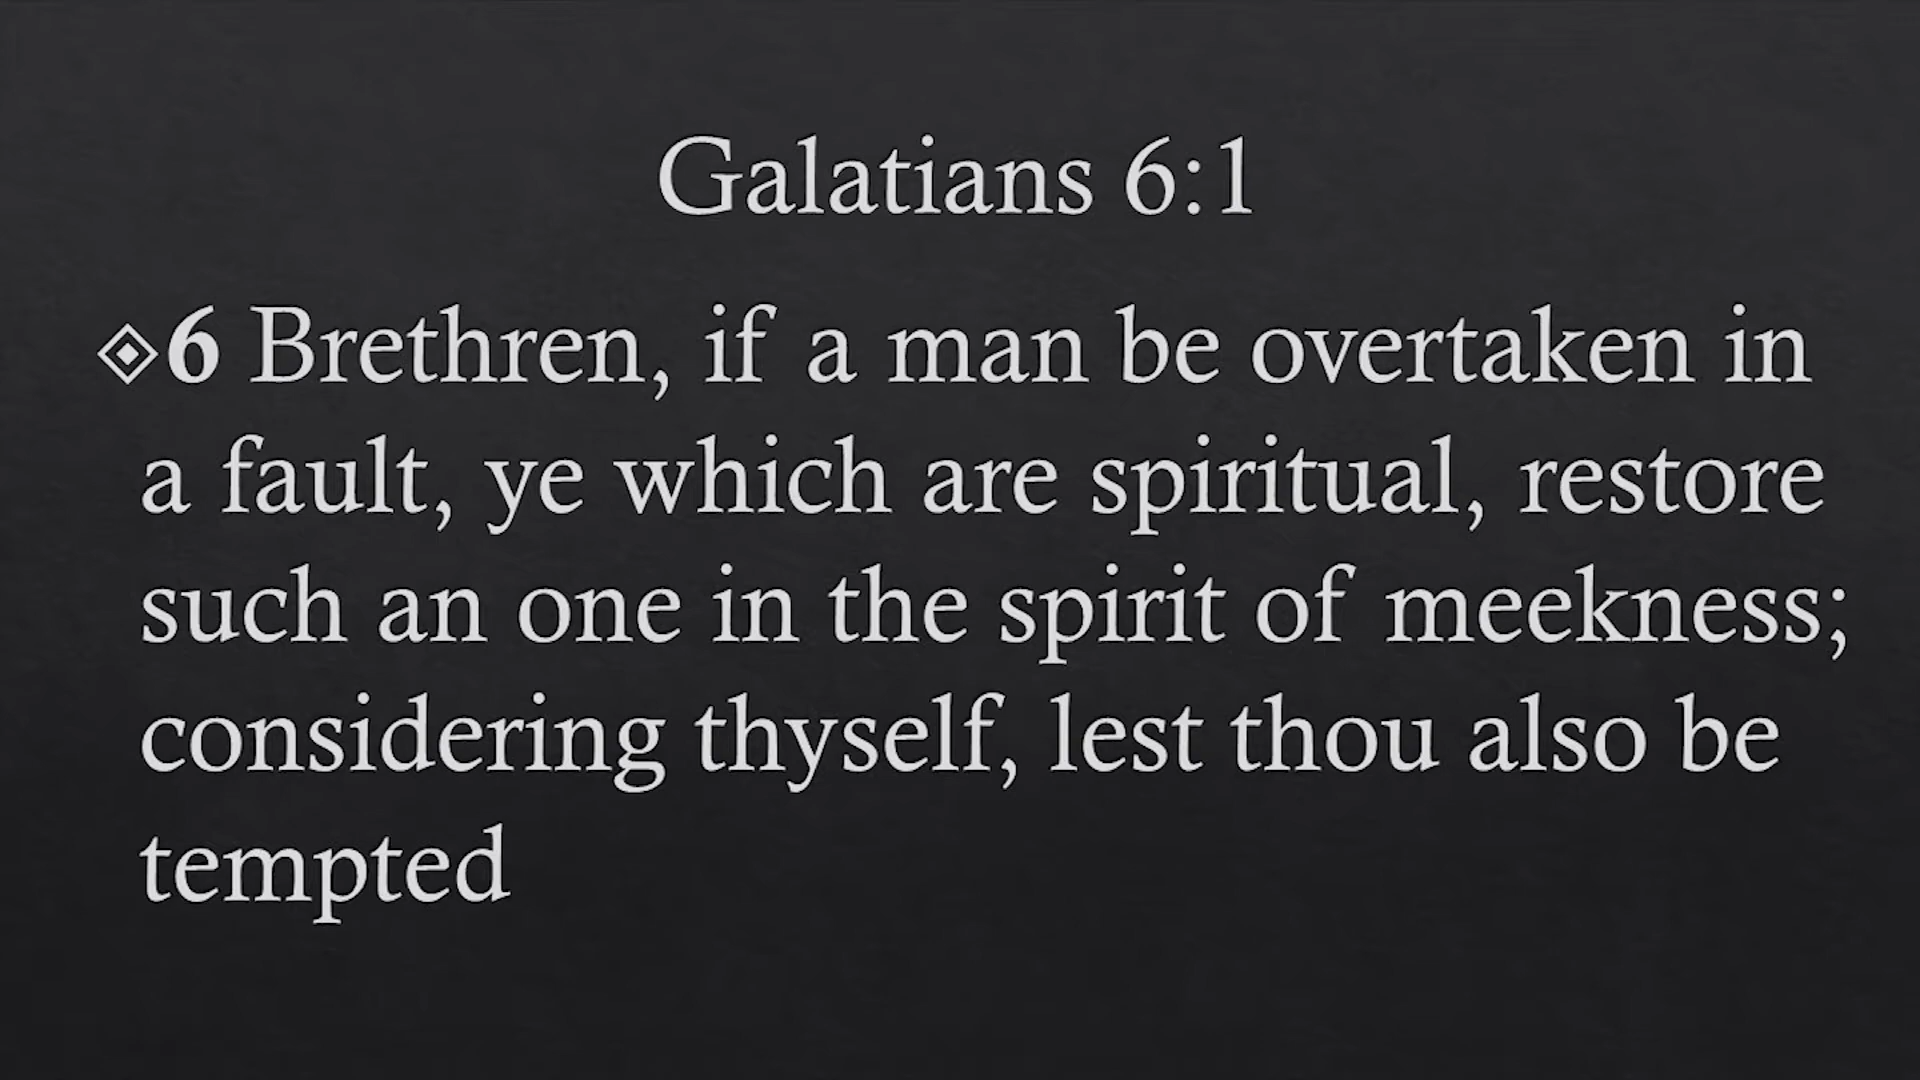 Galatians 6:1
6 Brethren, if a man be overtaken in
a fault, ye which are spiritual, restore
such an one in the spirit of meekness;
considering thyself, lest thou also be
tempted